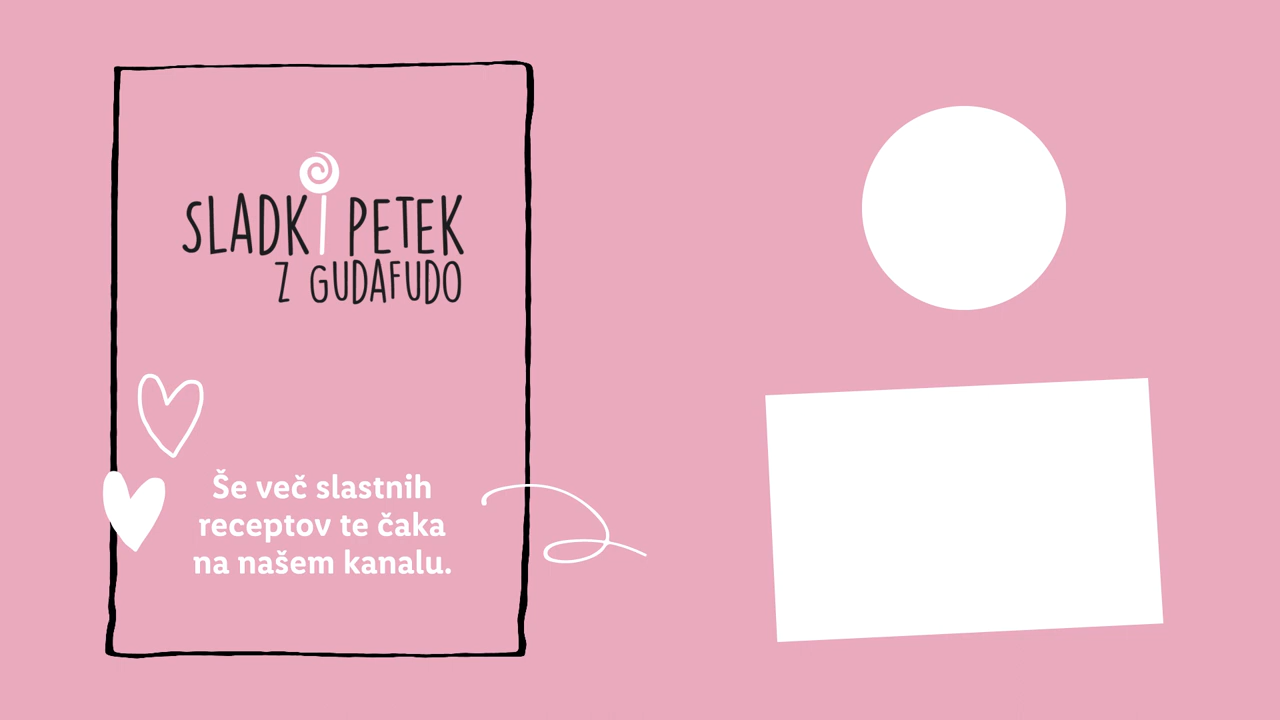 SLADKI PETEK
Z GUDAFUDO
Še več slastnih
receptov te čaka
na našem kanalu.